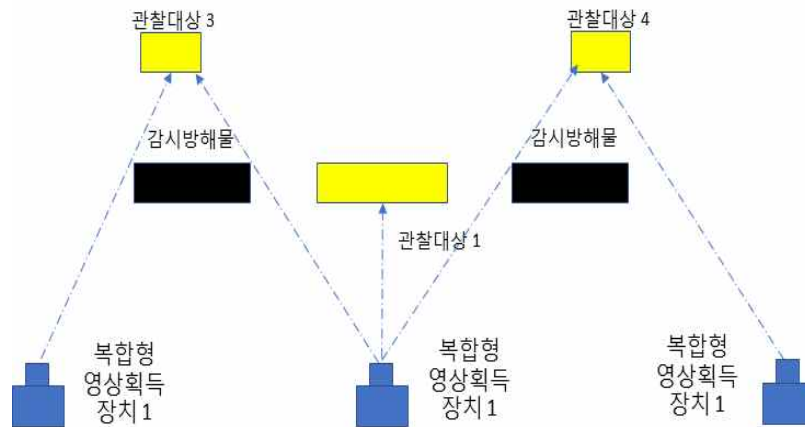 관찰대상 3
관찰대상 4
감시방해물
감시방해물
관찰대상 1
복합형
영상획득
장치 1
복합형
영상획득
장치 1
복합형
영상획득
장치 1